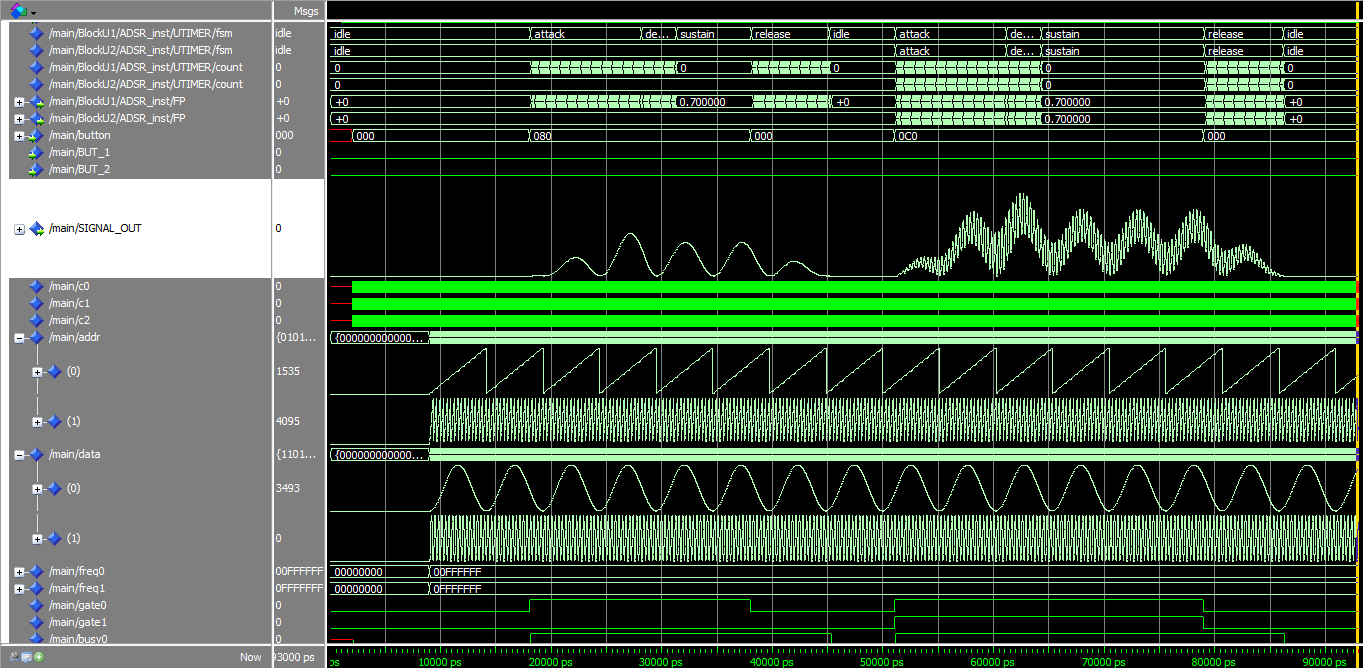 Msgs
/main/BlockU1/ADSR_inst/UTIMER/fsm idle idle attack de... sustain release idle attack de... sustain release idle
/main/BlockU2/ADSR_inst/UTIMER/fsm idle idle attack de... sustain release idle
/main/BlockU1/ADSR_inst/UTIMER/count 0 0 0 0 0 0
/main/BlockU2/ADSR_inst/UTIMER/count 0 0 0 0
/main/BlockU1/ADSR_inst/FP +0 +0 0.700000 +0 0.700000 +0
/main/BlockU2/ADSR_inst/FP +0 +0 0.700000 +0
/main/button 000 000 080 000 0C0 000
/main/BUT_1 0
/main/BUT_2 0
/main/SIGNAL_OUT 0
/main/c0 0
/main/c1 0
/main/c2 0
/main/addr {0101... {000000000000...
(0) 1535
(1) 4095
/main/data {1101... {000000000000...
(0) 3493
(1) 0
/main/freq0 00FFFFFF 00000000 00FFFFFF
/main/freq1 0FFFFFFF 00000000 0FFFFFFF
/main/gate0 0
/main/gate1 0
/main/busy0 0
Now 93000 ps ps 10000 ps 20000 ps 30000 ps 40000 ps 50000 ps 60000 ps 70000 ps 80000 ps 90000 ps